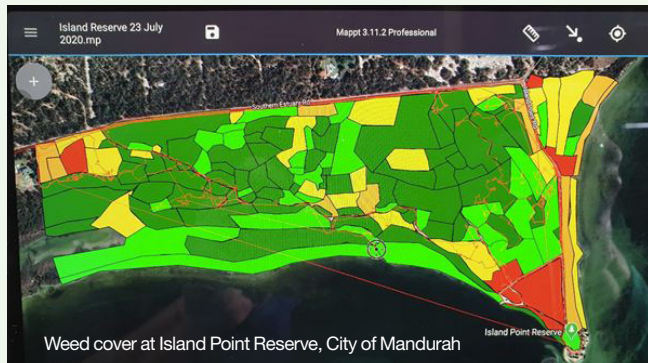 Island Reserve 23 July
2020.mp
Mappt 3.11.2 Professional
Southern Estuary Rd
Island Point Reserve
Weed cover at Island Point Reserve, City of Mandurah